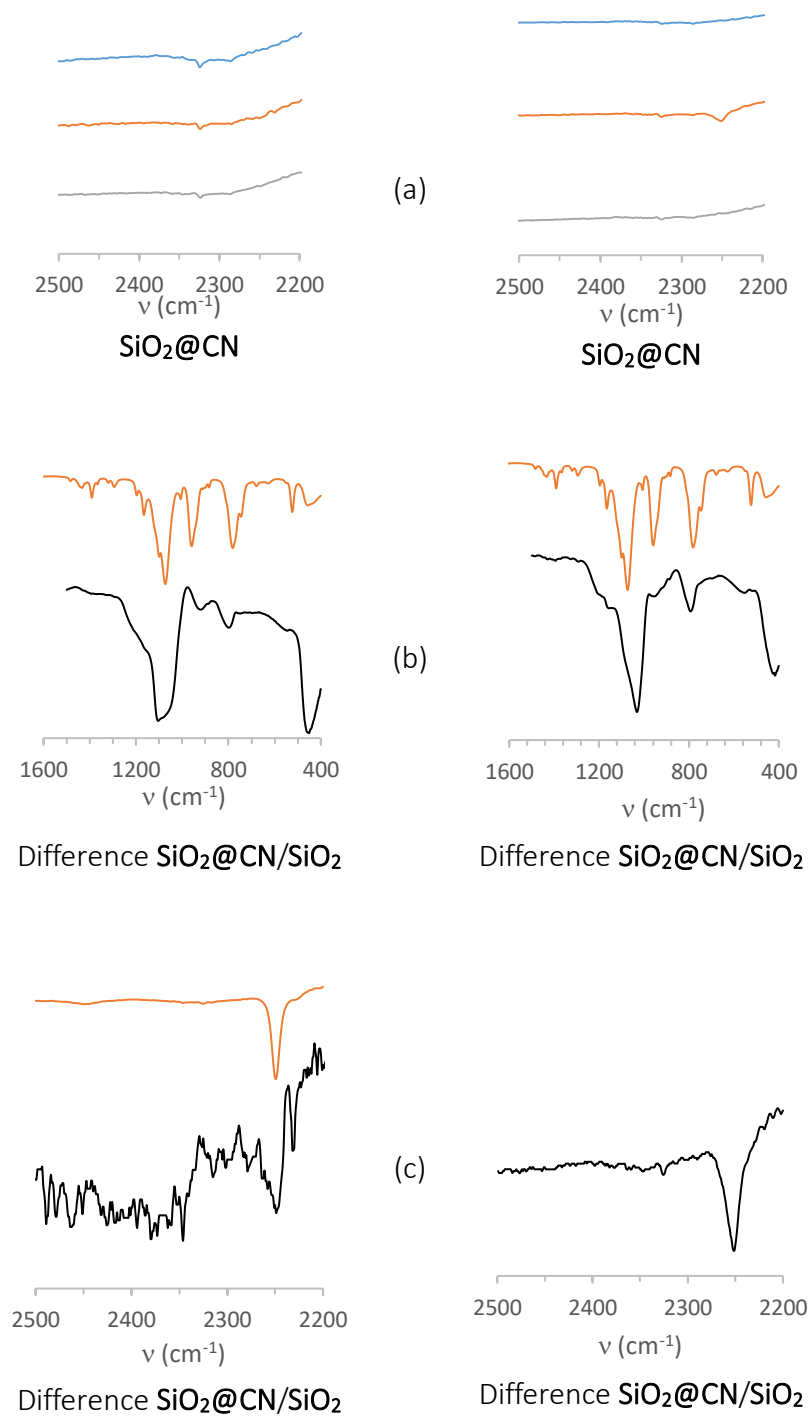 2500 2400 2300 2200
ν (cm⁻¹)
SiO₂@CN
(a)
2500 2400 2300 2200
ν (cm⁻¹)
SiO₂@CN
1600 1200 800 400
ν (cm⁻¹)
Difference SiO₂@CN/SiO₂
(b)
1600 1200 800 400
ν (cm⁻¹)
Difference SiO₂@CN/SiO₂
2500 2400 2300 2200
ν (cm⁻¹)
Difference SiO₂@CN/SiO₂
(c)
2500 2400 2300 2200
ν (cm⁻¹)
Difference SiO₂@CN/SiO₂